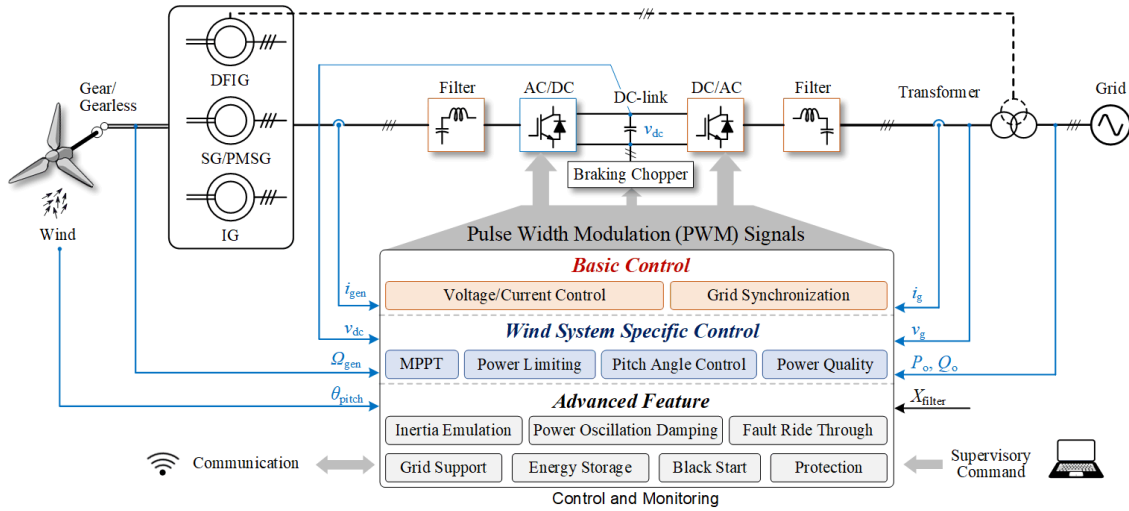 DFIG
Gear/
Gearless
SG/PMSG
IG
Wind
Filter
AC/DC
DC-link
v_dc
DC/AC
Filter
Transformer
Grid
Braking Chopper
Pulse Width Modulation (PWM) Signals
Basic Control
Voltage/Current Control
Grid Synchronization
Wind System Specific Control
MPPT
Power Limiting
Pitch Angle Control
Power Quality
Advanced Feature
Inertia Emulation
Power Oscillation Damping
Fault Ride Through
Grid Support
Energy Storage
Black Start
Protection
Control and Monitoring
i_gen
v_dc
Ω_gen
θ_pitch
i_g
v_g
P_o, Q_o
X_filter
Communication
Supervisory
Command